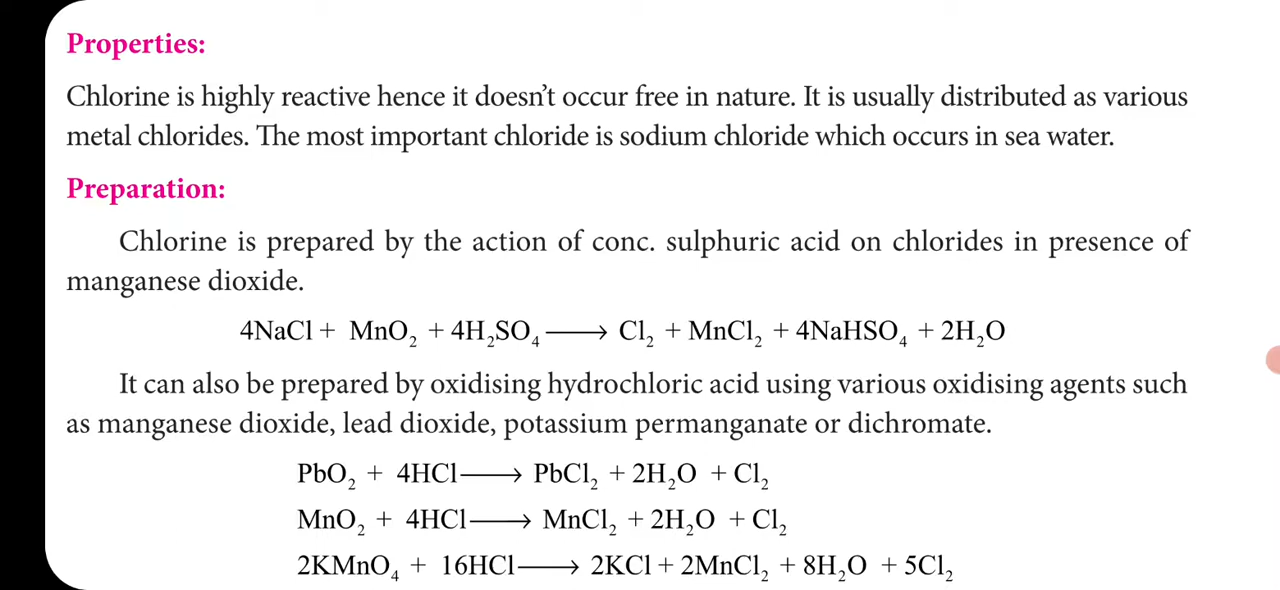 Properties:
Chlorine is highly reactive hence it doesn’t occur free in nature. It is usually distributed as various
metal chlorides. The most important chloride is sodium chloride which occurs in sea water.
Preparation:
Chlorine is prepared by the action of conc. sulphuric acid on chlorides in presence of
manganese dioxide.
4NaCl + MnO₂ + 4H₂SO₄ ⟶ Cl₂ + MnCl₂ + 4NaHSO₄ + 2H₂O
It can also be prepared by oxidising hydrochloric acid using various oxidising agents such
as manganese dioxide, lead dioxide, potassium permanganate or dichromate.
PbO₂ + 4HCl ⟶ PbCl₂ + 2H₂O + Cl₂
MnO₂ + 4HCl ⟶ MnCl₂ + 2H₂O + Cl₂
2KMnO₄ + 16HCl ⟶ 2KCl + 2MnCl₂ + 8H₂O + 5Cl₂